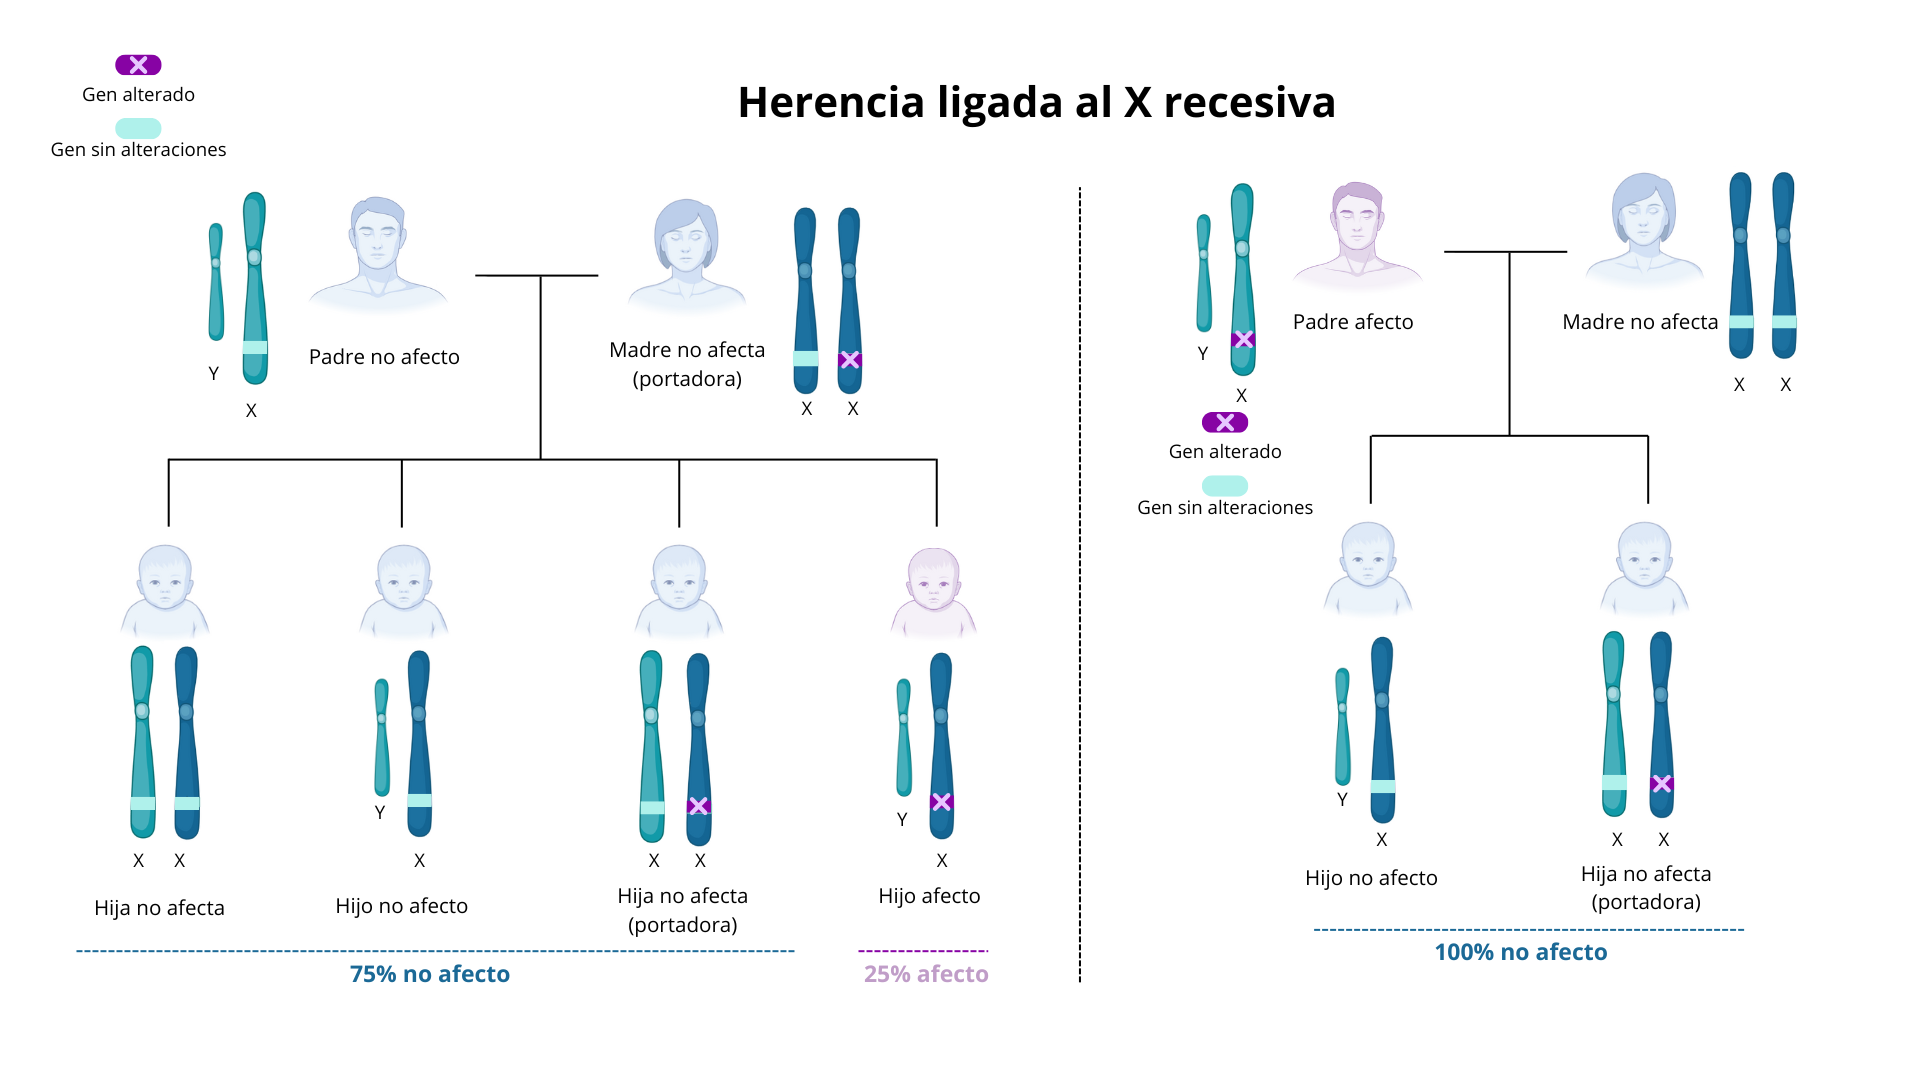 Gen alterado
Gen sin alteraciones
Herencia ligada al X recesiva
Y
X
Padre no afecto
Madre no afecta
(portadora)
X X
X X
Hija no afecta
Y
X
Hijo no afecto
X X
Hija no afecta
(portadora)
Y
X
Hijo afecto
75% no afecto
25% afecto
Y
X
Padre afecto
Madre no afecta
X X
Gen alterado
Gen sin alteraciones
Y
X
Hijo no afecto
X X
Hija no afecta
(portadora)
100% no afecto